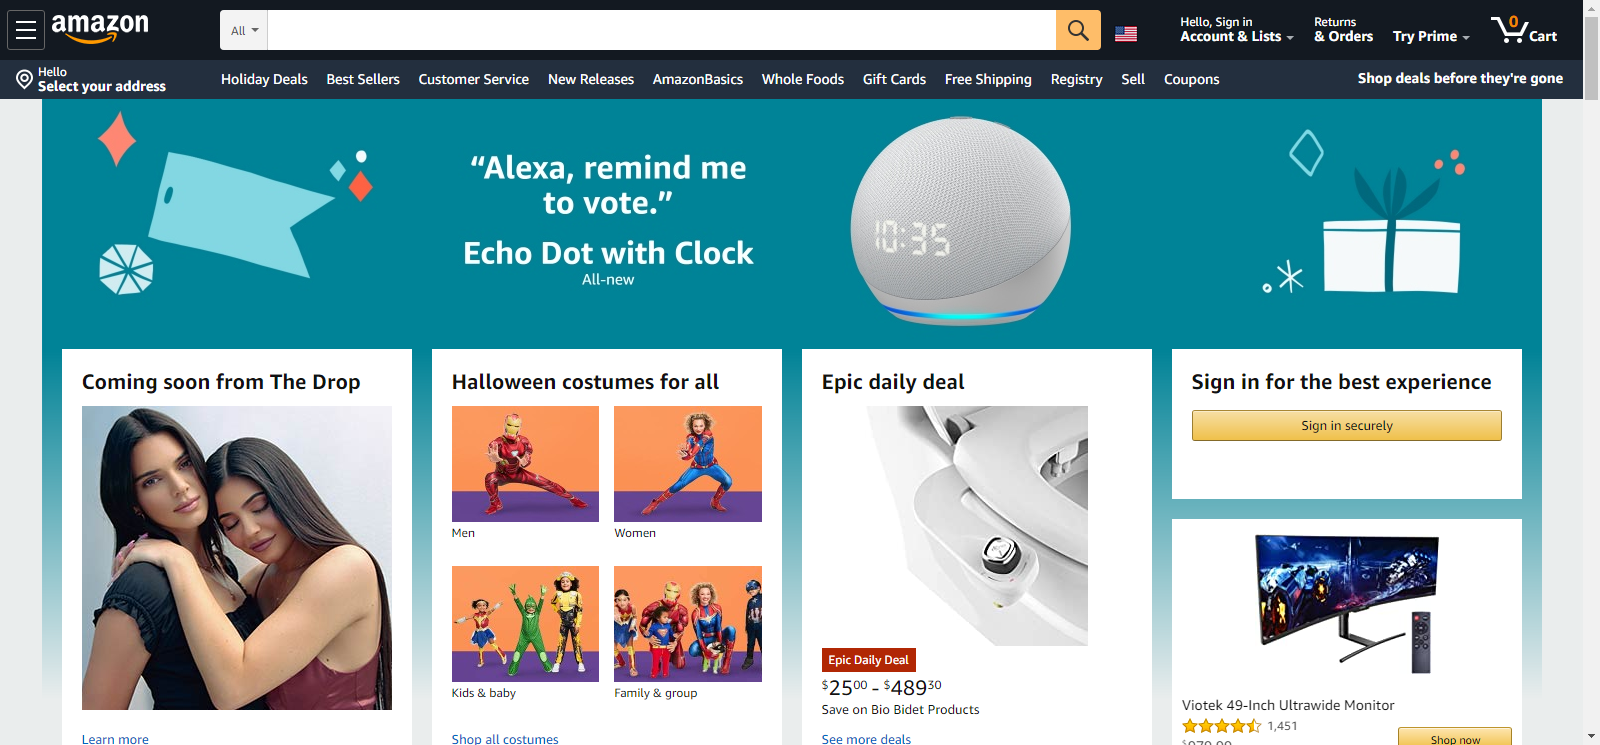 amazon
All
Hello, Sign in
Account & Lists
Returns
& Orders
Try Prime
0
Cart
Hello
Select your address
Holiday Deals
Best Sellers
Customer Service
New Releases
AmazonBasics
Whole Foods
Gift Cards
Free Shipping
Registry
Sell
Coupons
Shop deals before they're gone
“Alexa, remind me
to vote.”
Echo Dot with Clock
All-new
10:35
Coming soon from The Drop
Learn more
Halloween costumes for all
Men
Women
Kids & baby
Family & group
Shop all costumes
Epic daily deal
Epic Daily Deal
$2500 - $48930
Save on Bio Bidet Products
See more deals
Sign in for the best experience
Sign in securely
Viotek 49-Inch Ultrawide Monitor
1,451
Shop now